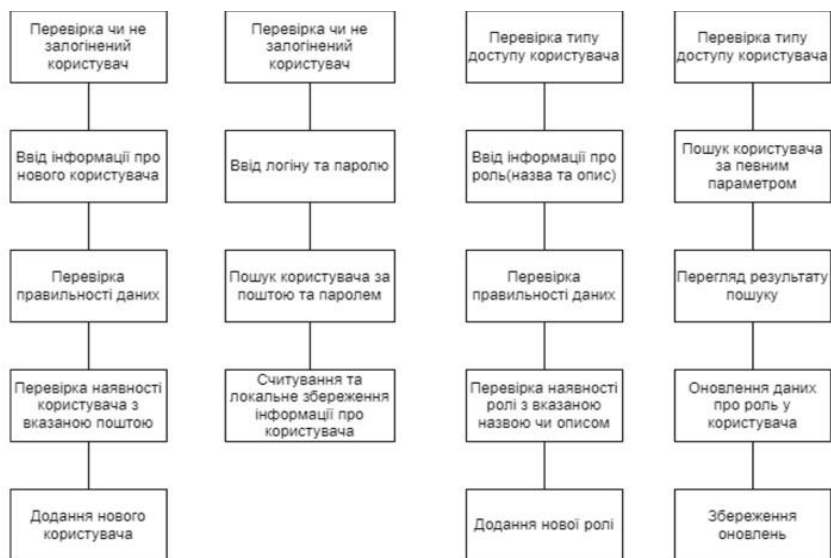 Перевірка чи не
залогінений
користувач
Ввід інформації про
нового користувача
Перевірка
правильності даних
Перевірка наявності
користувача з
вказаною поштою
Додання нового
користувача
Перевірка чи не
залогінений
користувач
Ввід логіну та паролю
Пошук користувача за
поштою та паролем
Считування та
локальне збереження
інформації про
користувача
Перевірка типу
доступу користувача
Ввід інформації про
роль(назва та опис)
Перевірка
правильності даних
Перевірка наявності
ролі з вказаною
назвою чи описом
Додання нової ролі
Перевірка типу
доступу користувача
Пошук користувача
за певним
параметром
Перегляд результату
пошуку
Оновлення даних
про роль у
користувача
Збереження
оновлень